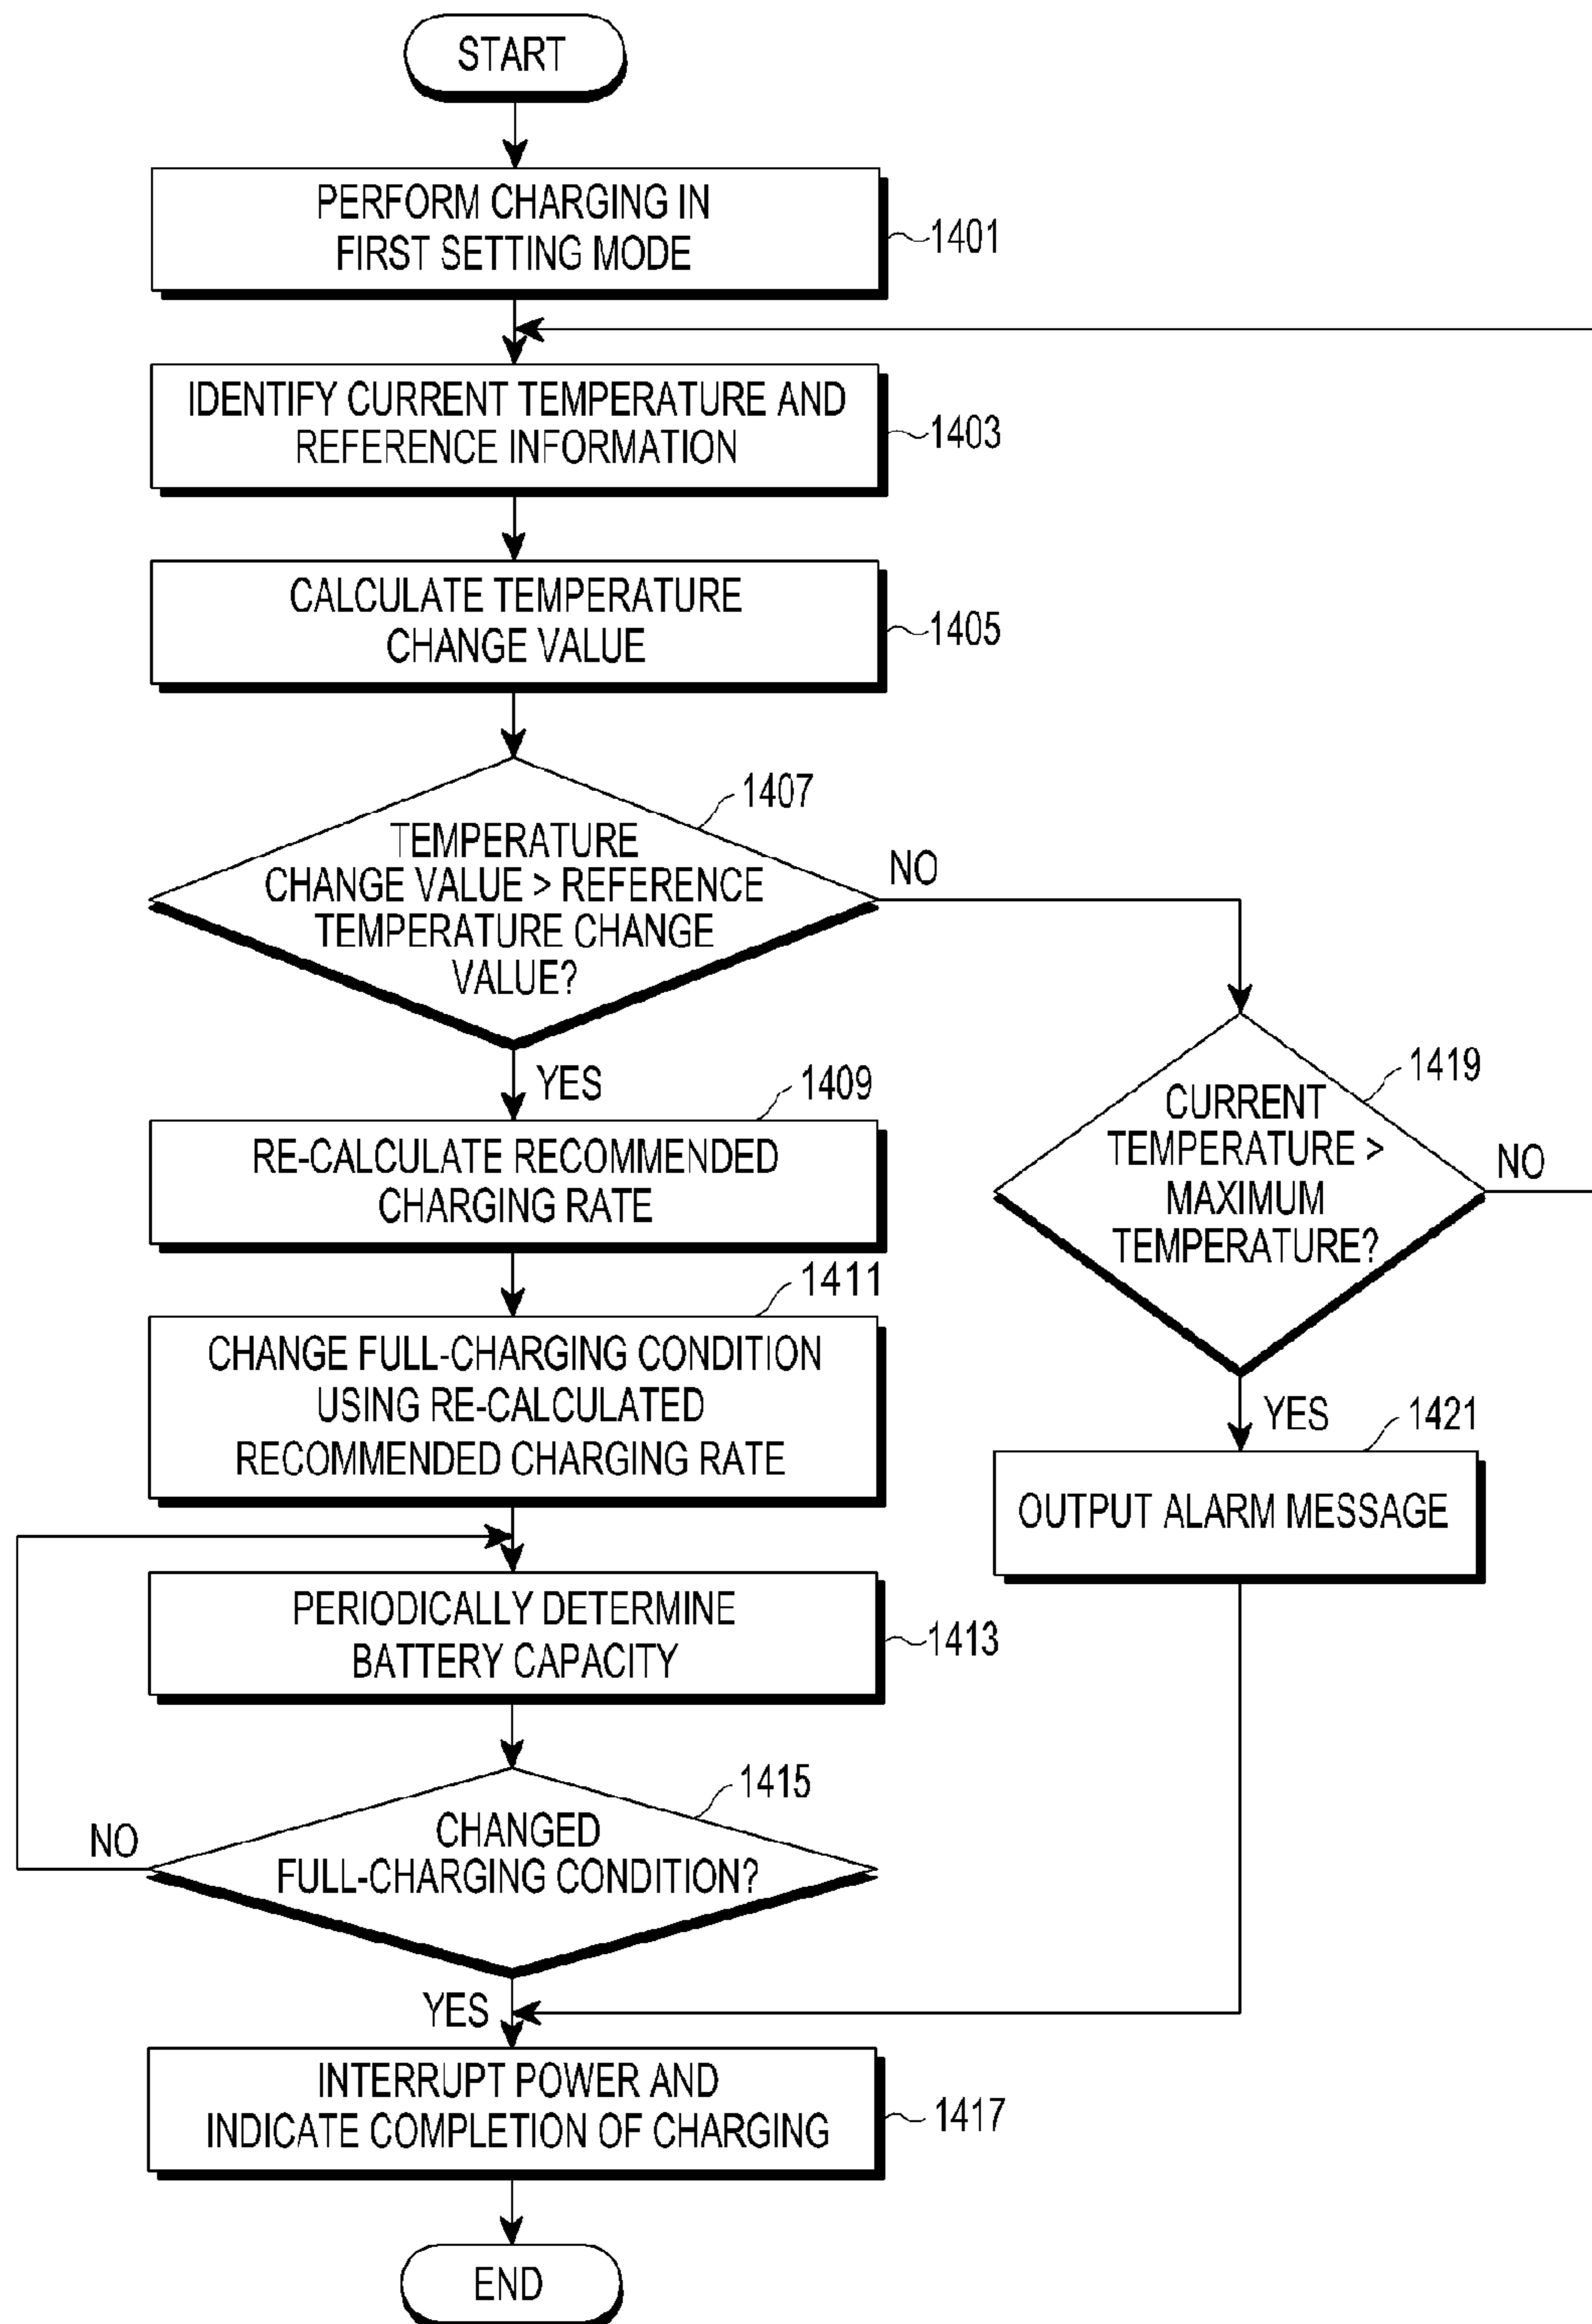 START
PERFORM CHARGING IN
FIRST SETTING MODE
1401
IDENTIFY CURRENT TEMPERATURE AND
REFERENCE INFORMATION
1403
CALCULATE TEMPERATURE
CHANGE VALUE
1405
1407
TEMPERATURE
CHANGE VALUE > REFERENCE
TEMPERATURE CHANGE
VALUE?
NO
YES
1409
RE-CALCULATE RECOMMENDED
CHARGING RATE
1411
CHANGE FULL-CHARGING CONDITION
USING RE-CALCULATED
RECOMMENDED CHARGING RATE
PERIODICALLY DETERMINE
BATTERY CAPACITY
1413
1415
CHANGED
FULL-CHARGING CONDITION?
NO
YES
INTERRUPT POWER AND
INDICATE COMPLETION OF CHARGING
1417
END
1419
CURRENT
TEMPERATURE >
MAXIMUM
TEMPERATURE?
NO
YES
1421
OUTPUT ALARM MESSAGE